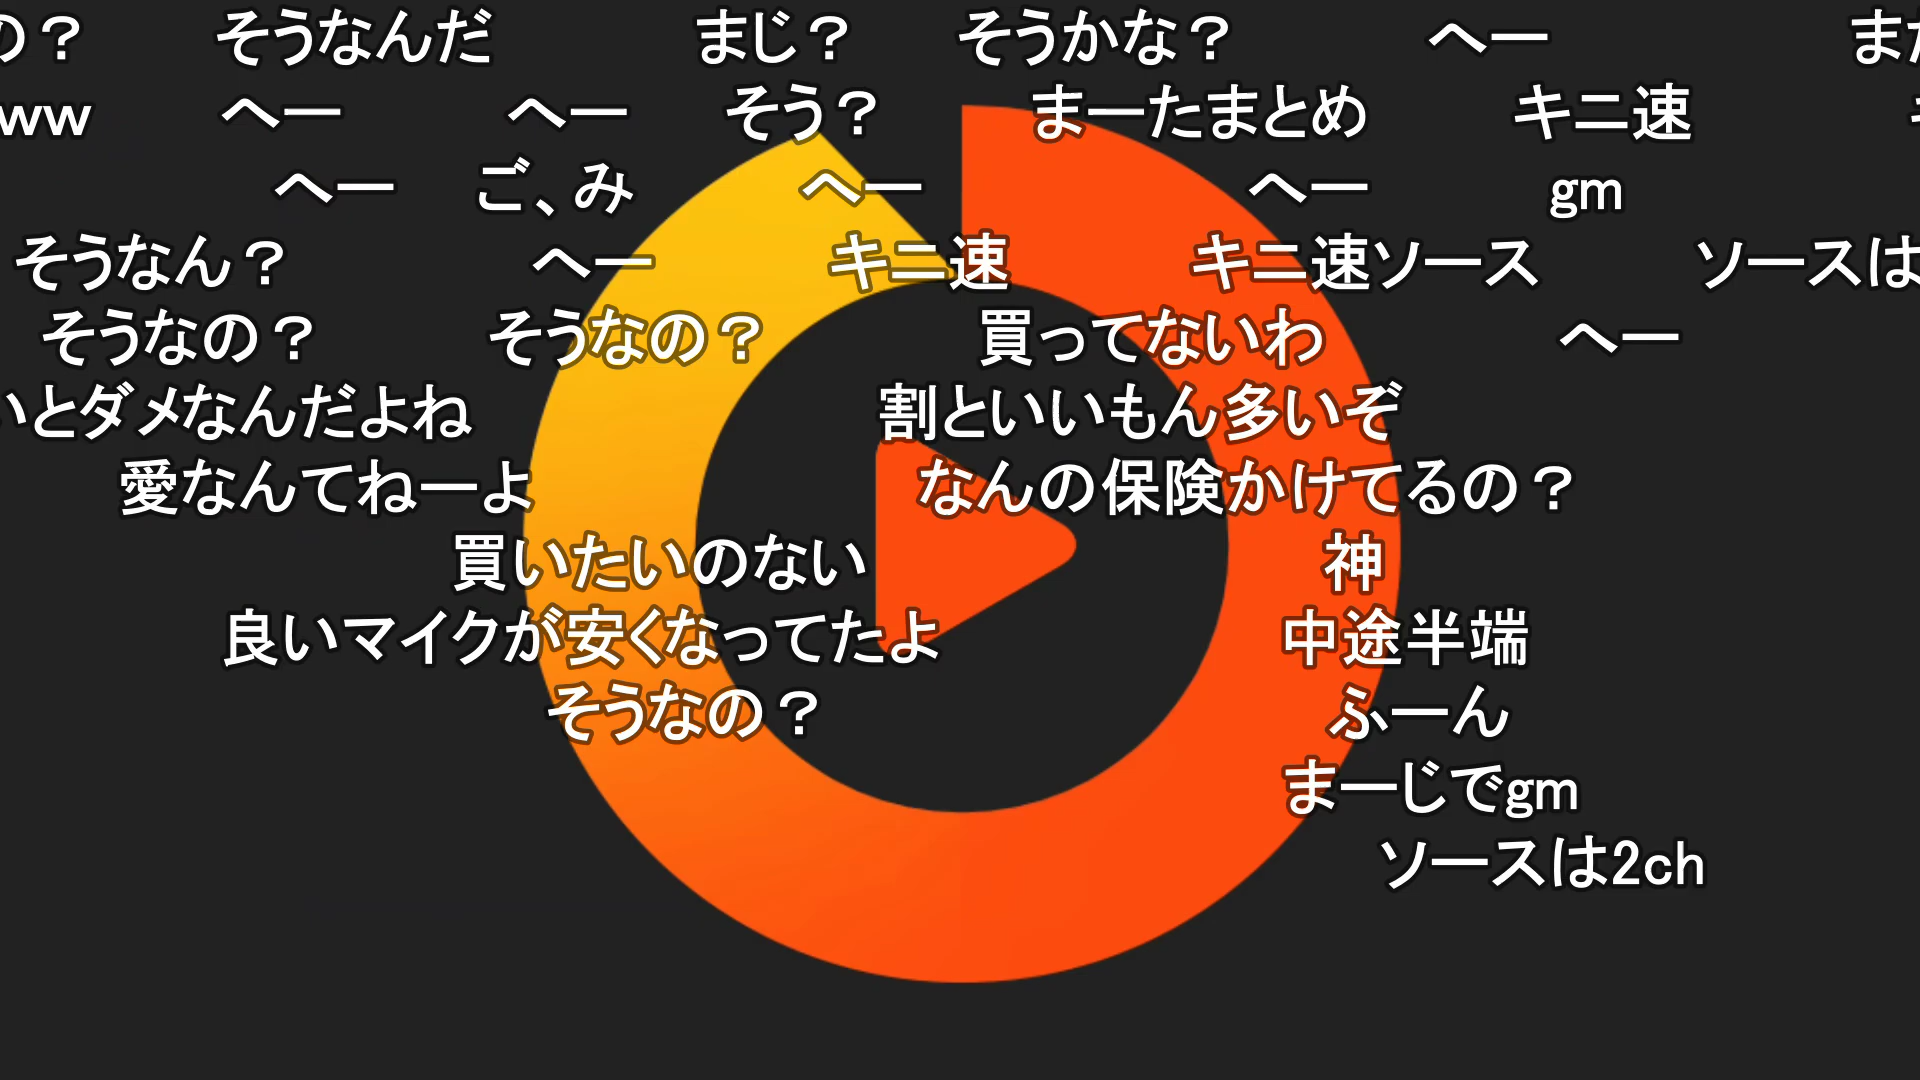 の？ そうなんだ まじ？ そうかな？ へー また
ww へー へー そう？ まーたまとめ キニ速
へー ご、み へー へー gm
そうなん？ へー キニ速 キニ速ソース ソースは
そうなの？ そうなの？ 買ってないわ へー
いとダメなんだよね 割といいもん多いぞ
愛なんてねーよ なんの保険かけてるの？
買いたいのない 神
良いマイクが安くなってたよ 中途半端
そうなの？ ふーん
まーじでgm
ソースは2ch